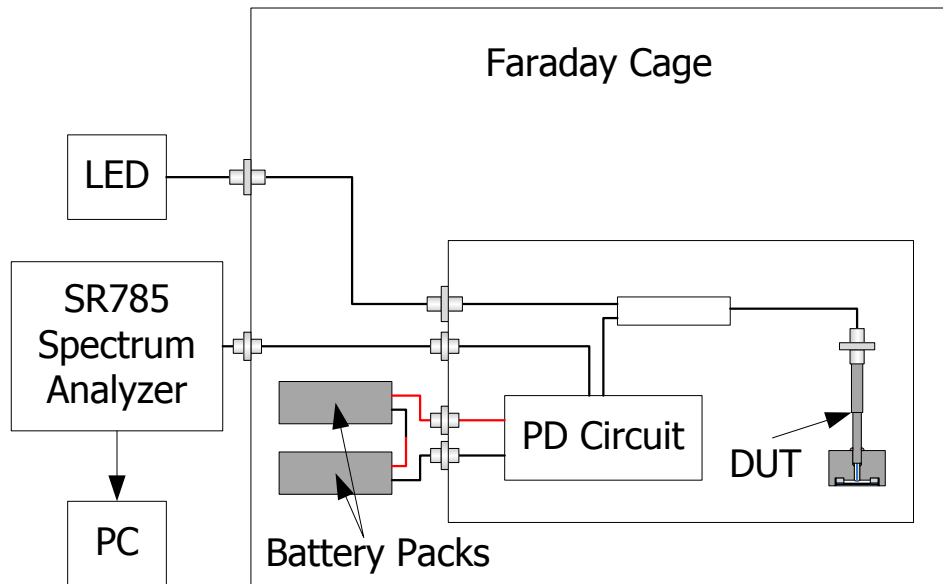 Faraday Cage
LED
SR785
Spectrum
Analyzer
PD Circuit
DUT
PC
Battery Packs